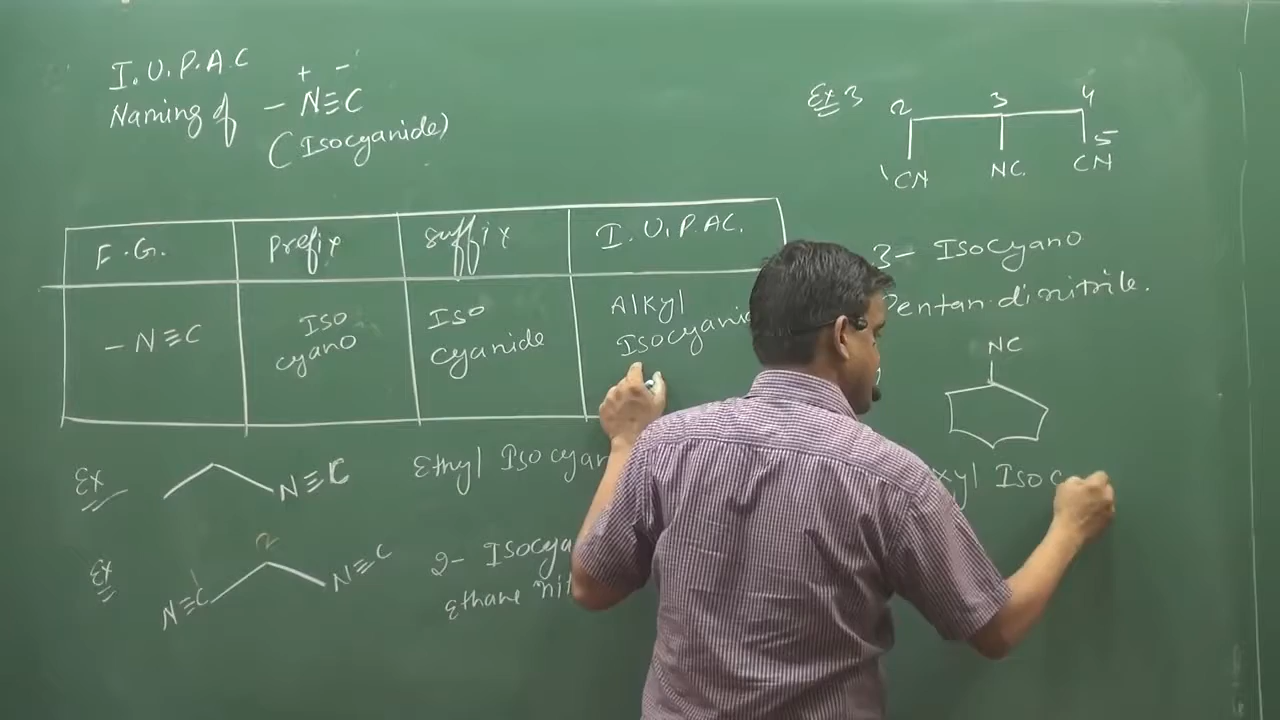 I.U.P.A.C
Naming of - N≡C
+ -
(Isocyanide)
F.G. Prefix Suffix I.U.P.AC.
- N≡C Iso cyano Iso cyanide Alkyl Isocyani
Ex N≡C Ethyl Isocyan
Ex N≡C 1 2 N≡C 2- Isocya
Ethane nit
Ex 3 2 3 4
1 CN NC CN 5
3- Isocyano
Pentan.dinitrile.
NC
xyl Isoc